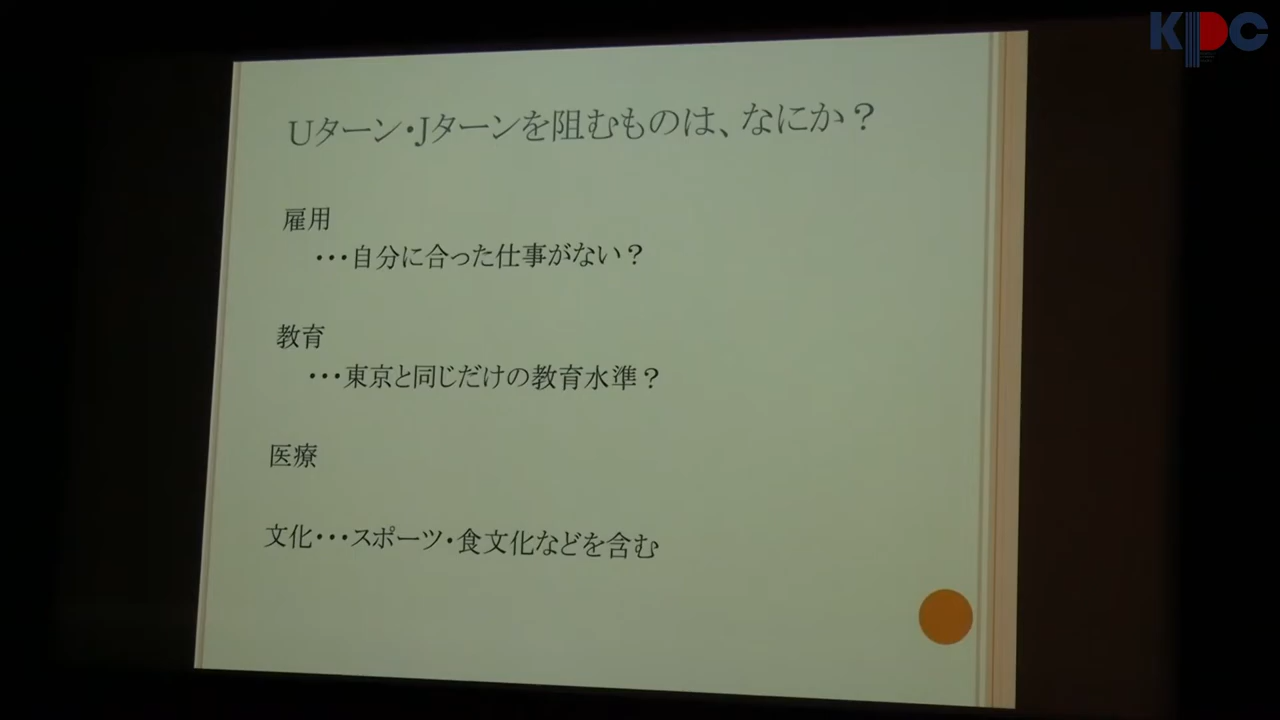 KPC
Uターン・Jターンを阻むものは、なにか？
雇用
・・・自分に合った仕事がない？
教育
・・・東京と同じだけの教育水準？
医療
文化・・・スポーツ・食文化などを含む